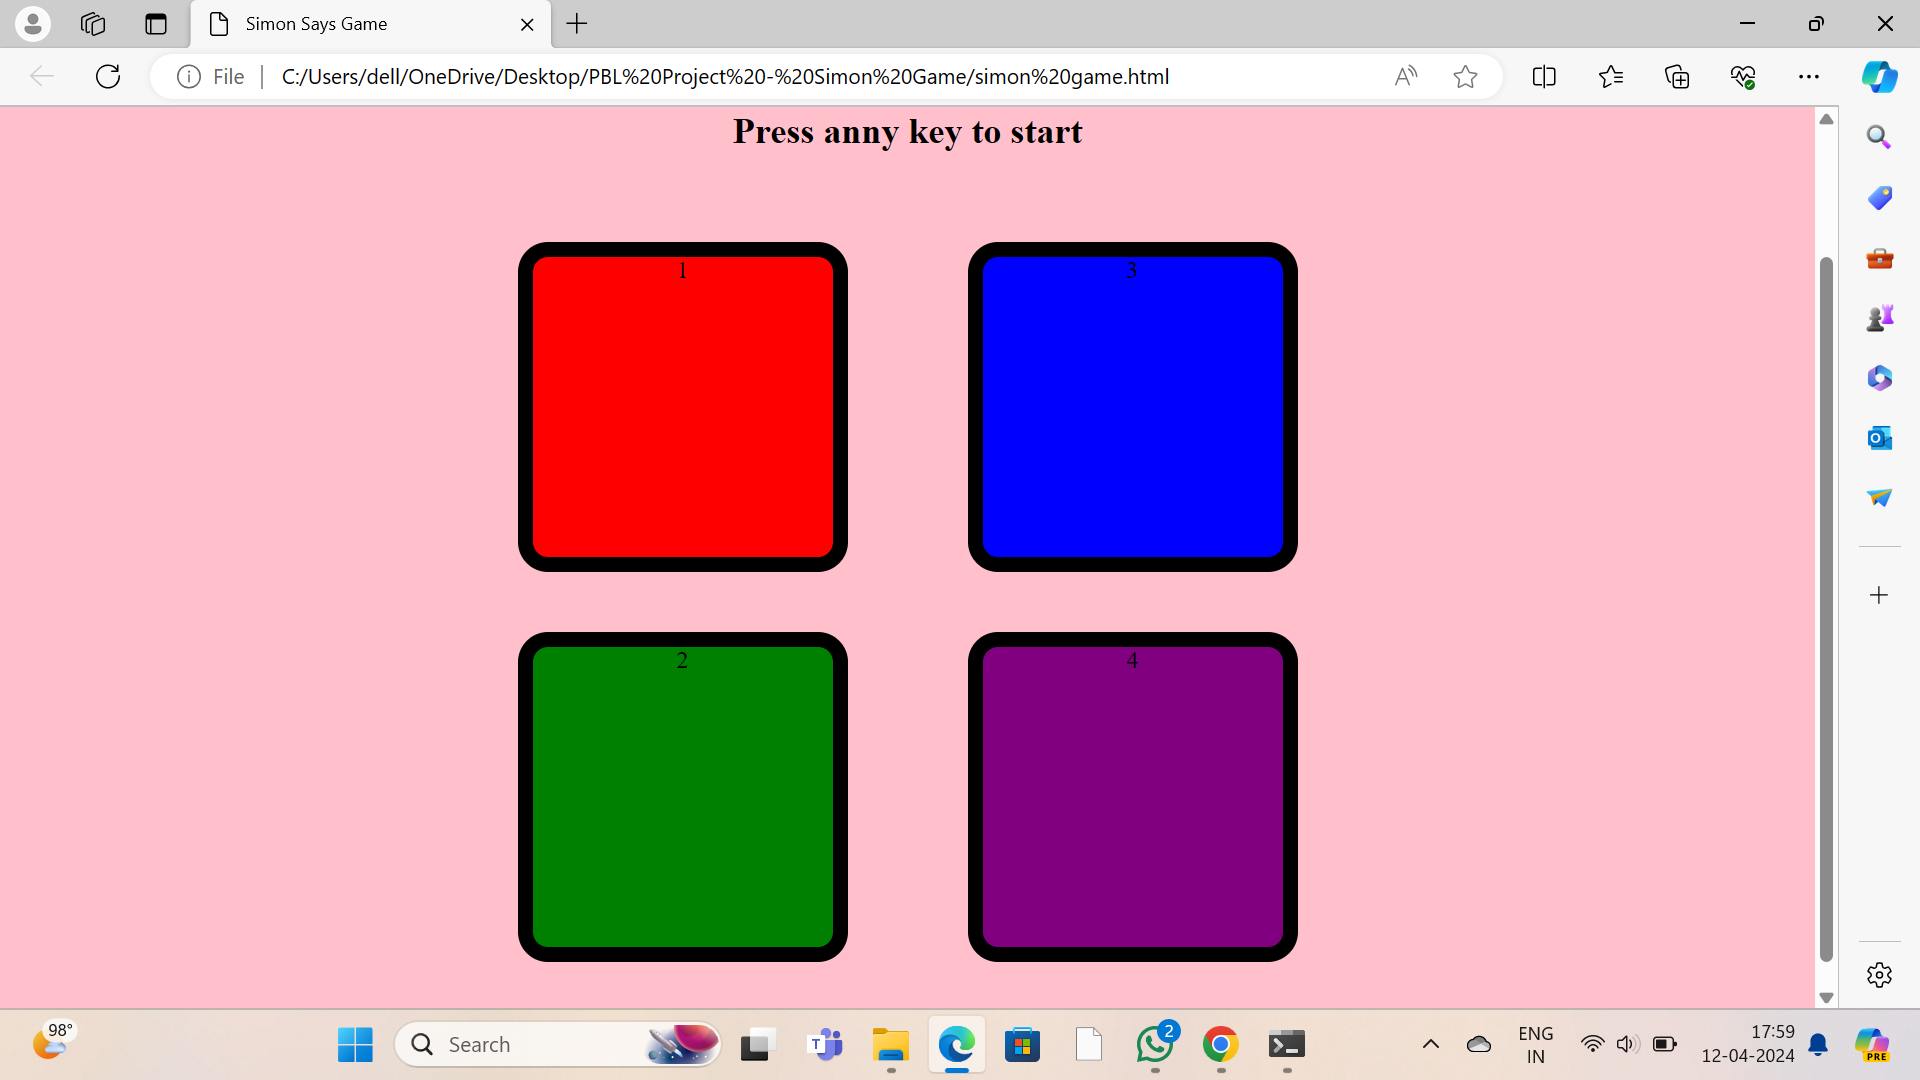 Simon Says Game
File
C:/Users/dell/OneDrive/Desktop/PBL%20Project%20-%20Simon%20Game/simon%20game.html
Press anny key to start
1
3
2
4
98°
Search
T
2
ENG
IN
17:59
12-04-2024
PRE